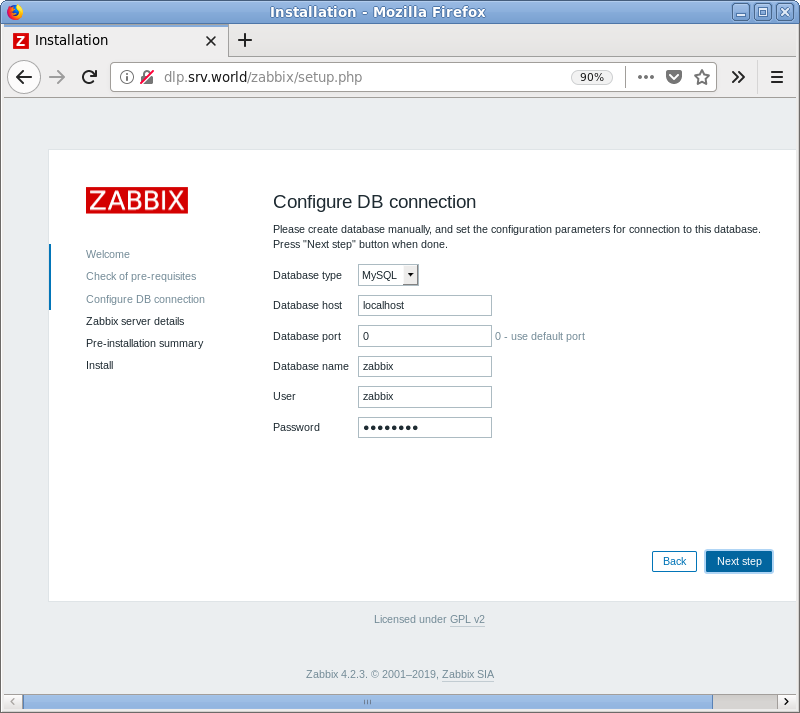 Installation - Mozilla Firefox
Z Installation
dlp.srv.world/zabbix/setup.php 90%
ZABBIX
Welcome
Check of pre-requisites
Configure DB connection
Zabbix server details
Pre-installation summary
Install
Configure DB connection
Please create database manually, and set the configuration parameters for connection to this database.
Press "Next step" button when done.
Database type MySQL
Database host localhost
Database port 0 0 - use default port
Database name zabbix
User zabbix
Password ●●●●●●●●
Back Next step
Licensed under GPL v2
Zabbix 4.2.3. © 2001–2019, Zabbix SIA